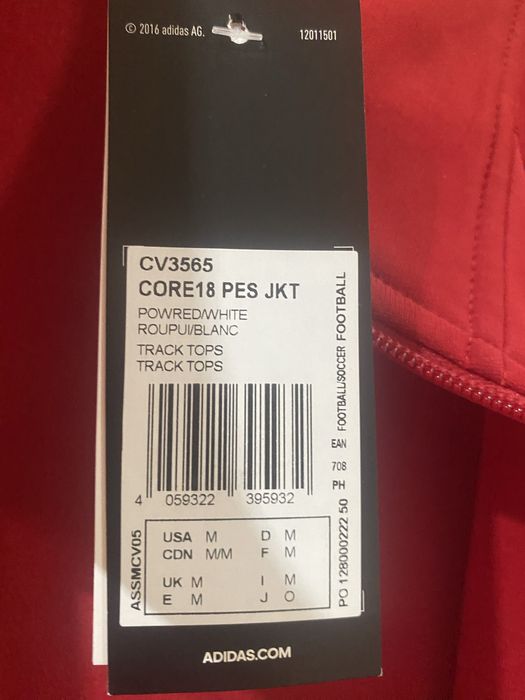 © 2016 adidas AG.
12011501
CV3565
CORE18 PES JKT
POWRED/WHITE
ROUPUI/BLANC
TRACK TOPS
TRACK TOPS
4 059322 395932
USA M D M
CDN M/M F M
UK M I M
E M J O
ASSMCV05
FOOTBALL/SOCCER FOOTBALL
EAN
708
PH
PO 128000222 50
ADIDAS.COM